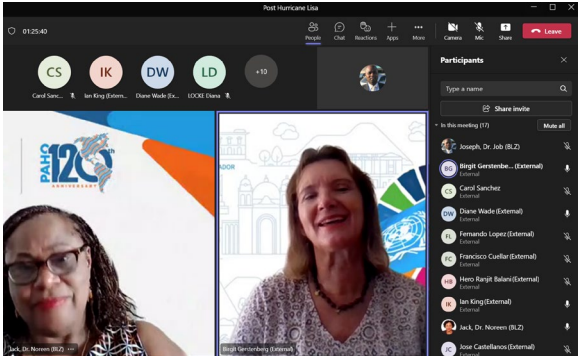 Post Hurricane Lisa
01:25:40
People
Chat
Reactions
Apps
More
Camera
Mic
Share
Leave
CS
IK
DW
LD
+10
Carol Sanc...
Ian King (Extern...
Diane Wade (Ex...
LOCKE Diana
PAHO
120th
ANNIVERSARY
ADOR
Jack, Dr. Noreen (BLZ)
Birgit Gerstenberg (External)
Participants
Type a name
Share invite
In this meeting (17)
Mute all
Joseph, Dr. Job (BLZ)
BG
Birgit Gerstenbe... (External)
External
CS
Carol Sanchez
External
DW
Diane Wade (External)
External
FL
Fernando Lopez (External)
External
FC
Francisco Cuellar (External)
External
HB
Hero Ranjit Balani (External)
External
IK
Ian King (External)
External
Jack, Dr. Noreen (BLZ)
JC
Jose Castellanos (External)
External